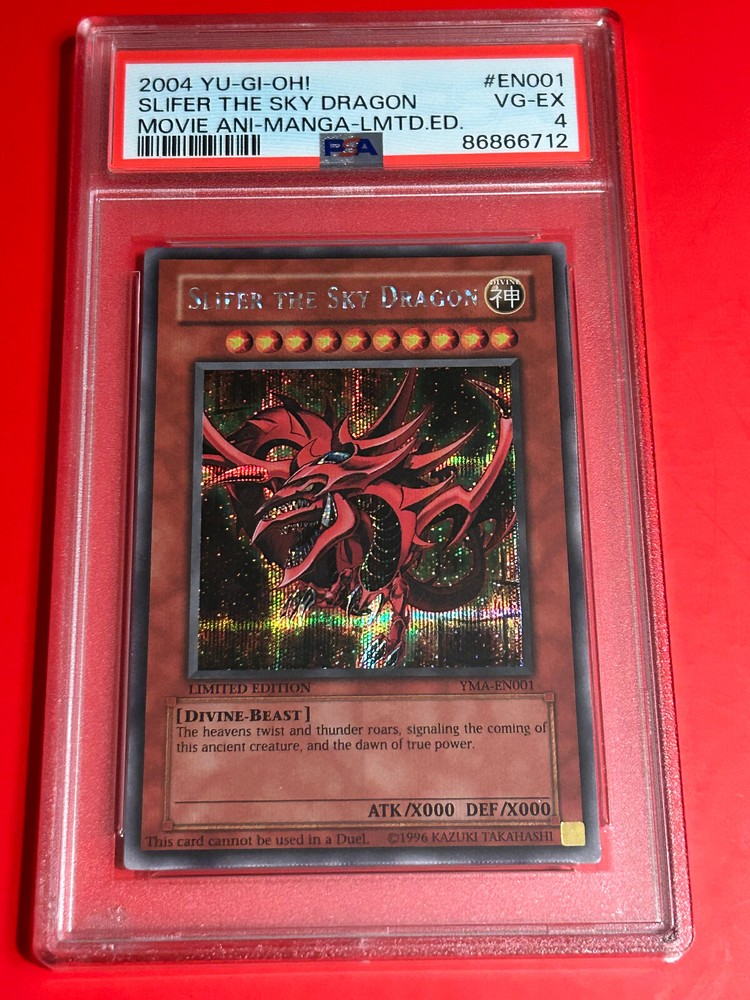 2004 YU-GI-OH! #EN001
SLIFER THE SKY DRAGON VG-EX
MOVIE ANI-MANGA-LMTD.ED. 4
PSA 86866712
SLIFER THE SKY DRAGON
DIVINE
神
LIMITED EDITION YMA-EN001
[DIVINE-BEAST]
The heavens twist and thunder roars, signaling the coming of
this ancient creature, and the dawn of true power.
ATK/X000 DEF/X000
This card cannot be used in a Duel. ©1996 KAZUKI TAKAHASHI